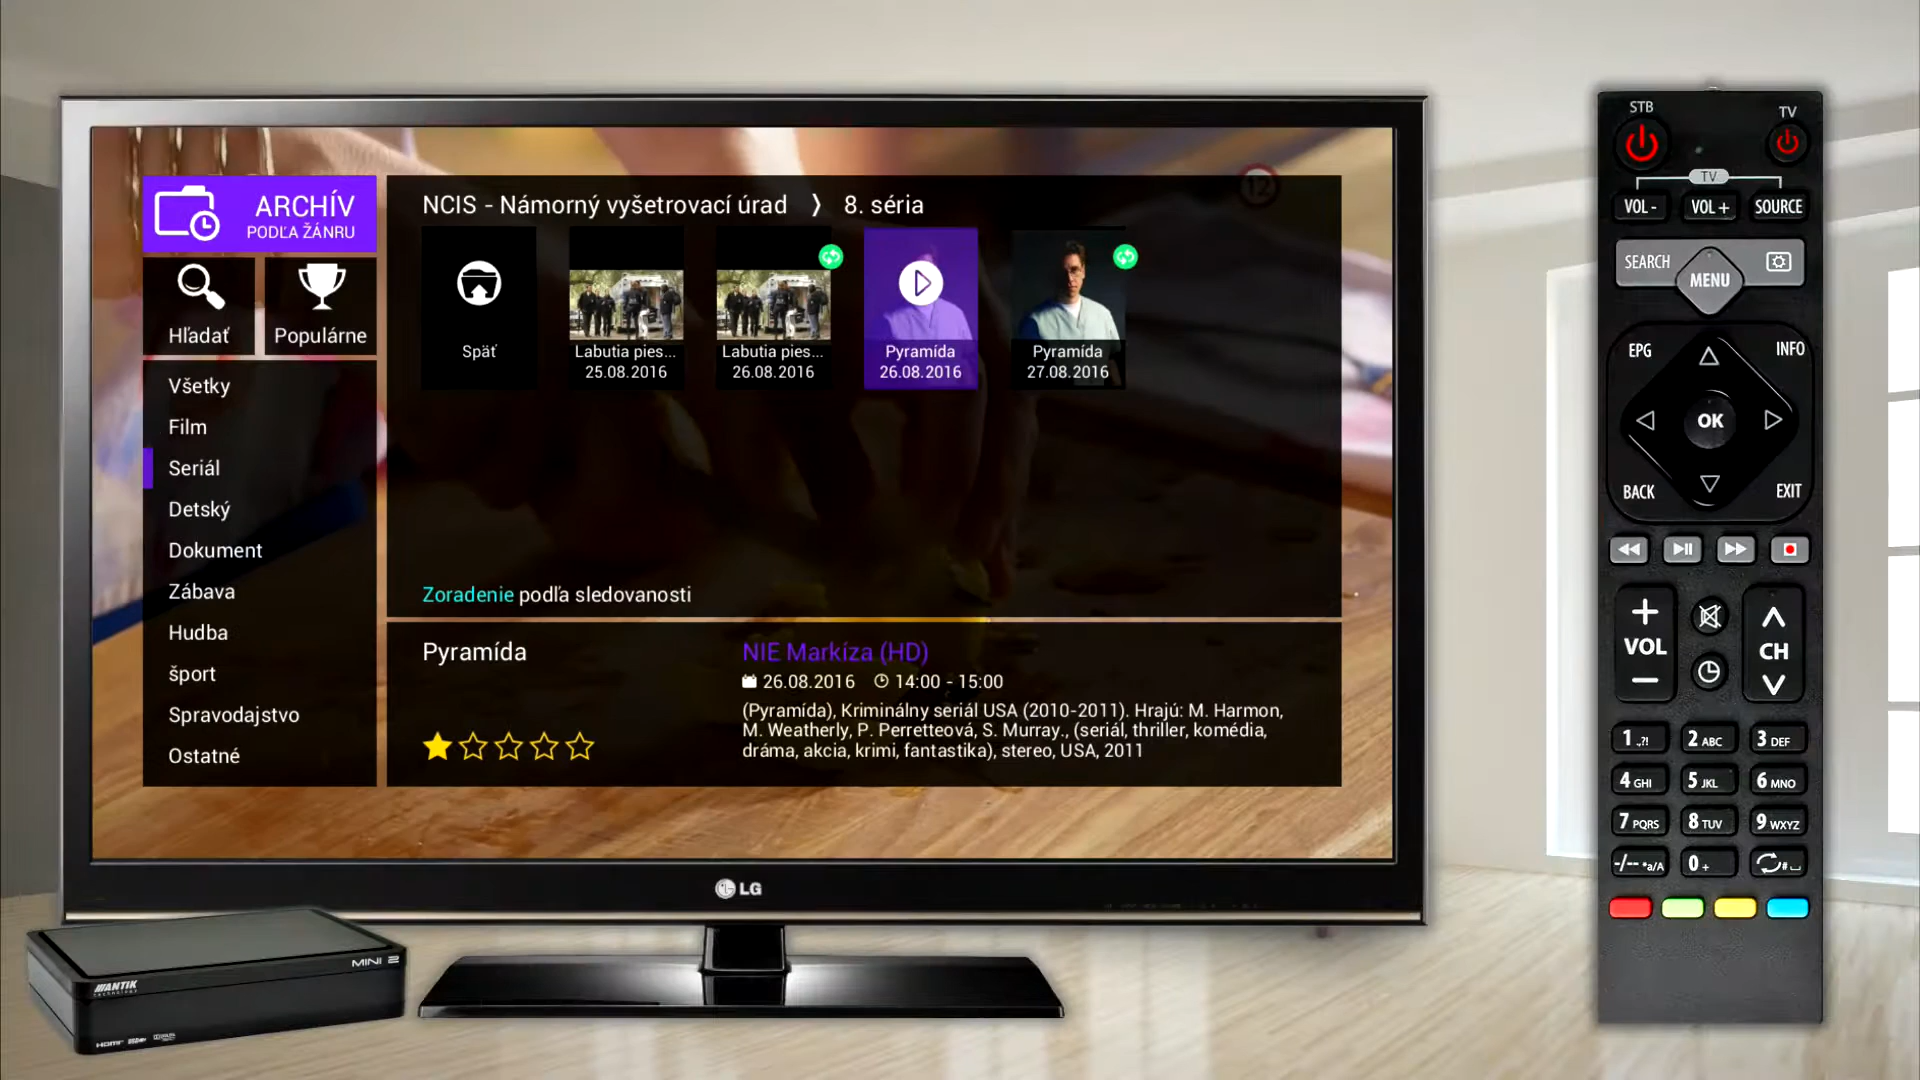 ARCHÍV
PODĽA ŽÁNRU
Hľadať
Populárne
Všetky
Film
Seriál
Detský
Dokument
Zábava
Hudba
šport
Spravodajstvo
Ostatné
NCIS - Námorný vyšetrovací úrad ⟩ 8. séria
12
Späť
Labutia pies...
25.08.2016
Labutia pies...
26.08.2016
Pyramída
26.08.2016
Pyramída
27.08.2016
Zoradenie podľa sledovanosti
Pyramída
NIE Markíza (HD)
26.08.2016 14:00 - 15:00
(Pyramída), Kriminálny seriál USA (2010-2011). Hrajú: M. Harmon,
M. Weatherly, P. Perretteová, S. Murray., (seriál, thriller, komédia,
dráma, akcia, krimi, fantastika), stereo, USA, 2011
LG
MINI 2
ANTIK
TECHNOLOGY
HDMI
STB
TV
TV
VOL -
VOL +
SOURCE
SEARCH
MENU
EPG
INFO
OK
BACK
EXIT
+
VOL
−
CH
1 .,?!
2 ABC
3 DEF
4 GHI
5 JKL
6 MNO
7 PQRS
8 TUV
9 WXYZ
-/-- *a/A
0 +
#